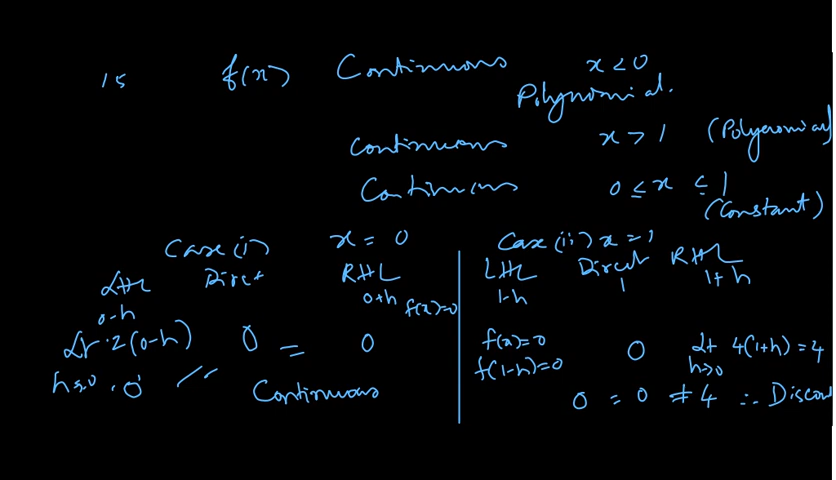 15 f(x) Continuous x < 0
Polynomial.
Continuous x > 1 (Polynomial)
Continuous 0 ≤ x ≤ 1
(Constant)
Case (i) x = 0
LHL Direct RHL
0-h 0+h f(x)=0
Lt 2(0-h) 0 = 0
h→0 = 0
Continuous
Case (ii) x = 1
LHL Direct RHL
1-h 1 1+h
f(x)=0 0 Lt 4(1+h) = 4
f(1-h)=0 h→0
0 = 0 ≠ 4 ∴ Discon